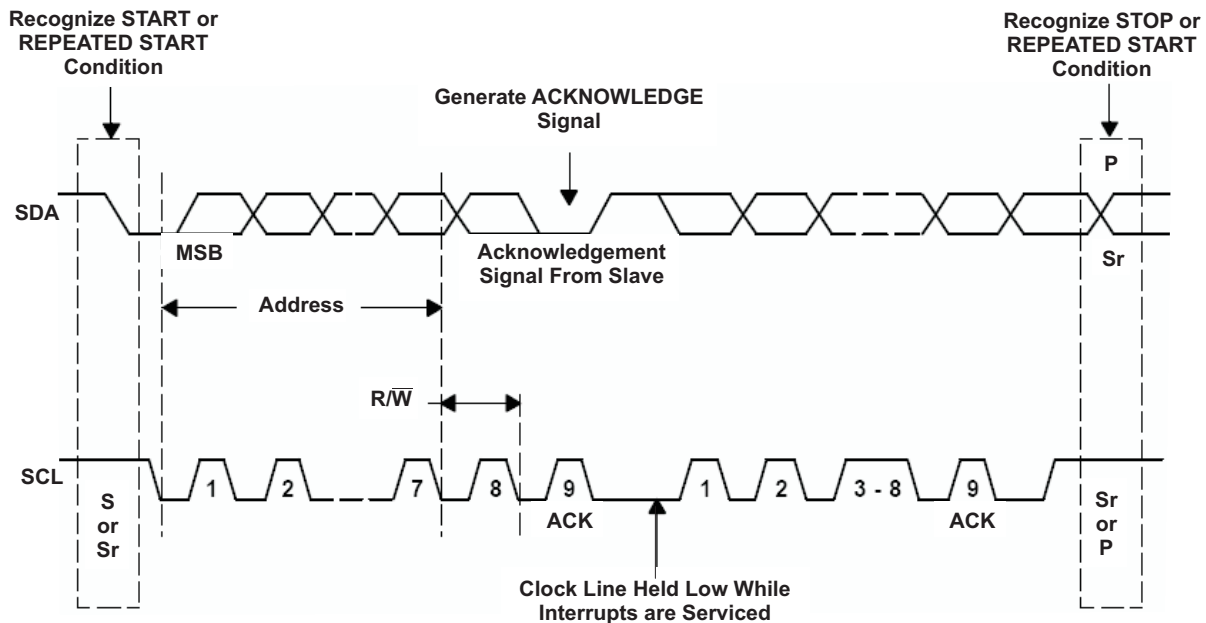 Recognize START or
REPEATED START
Condition
Recognize STOP or
REPEATED START
Condition
Generate ACKNOWLEDGE
Signal
P
SDA
MSB
Acknowledgement
Signal From Slave
Sr
Address
R/W̅
SCL
1
2
7
8
9
1
2
3 - 8
9
ACK
ACK
S
or
Sr
Sr
or
P
Clock Line Held Low While
Interrupts are Serviced